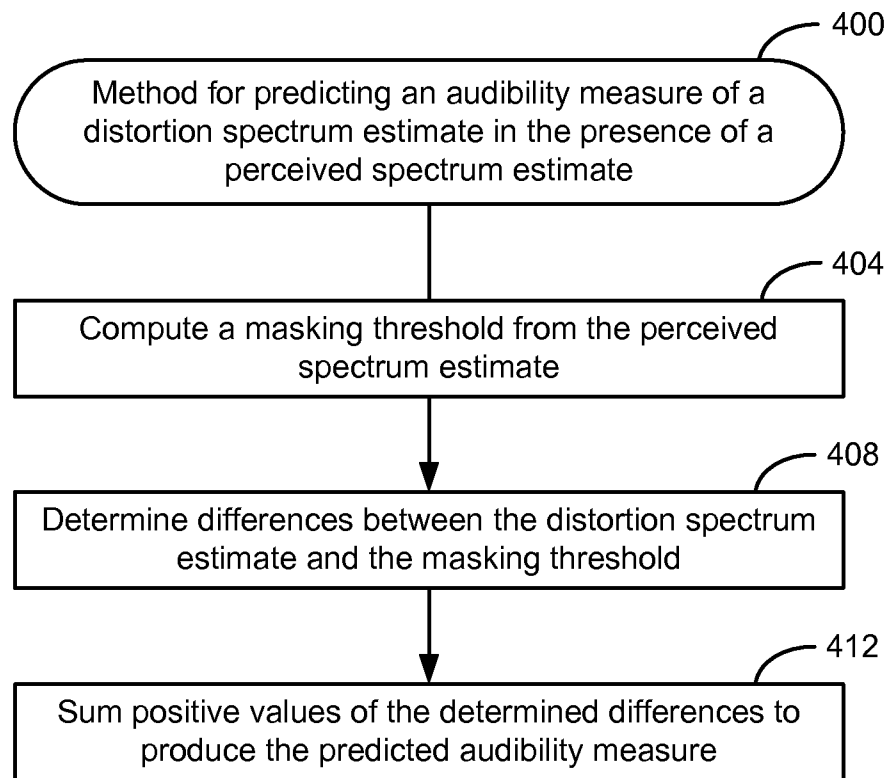 400
Method for predicting an audibility measure of a
distortion spectrum estimate in the presence of a
perceived spectrum estimate
404
Compute a masking threshold from the perceived
spectrum estimate
408
Determine differences between the distortion spectrum
estimate and the masking threshold
412
Sum positive values of the determined differences to
produce the predicted audibility measure